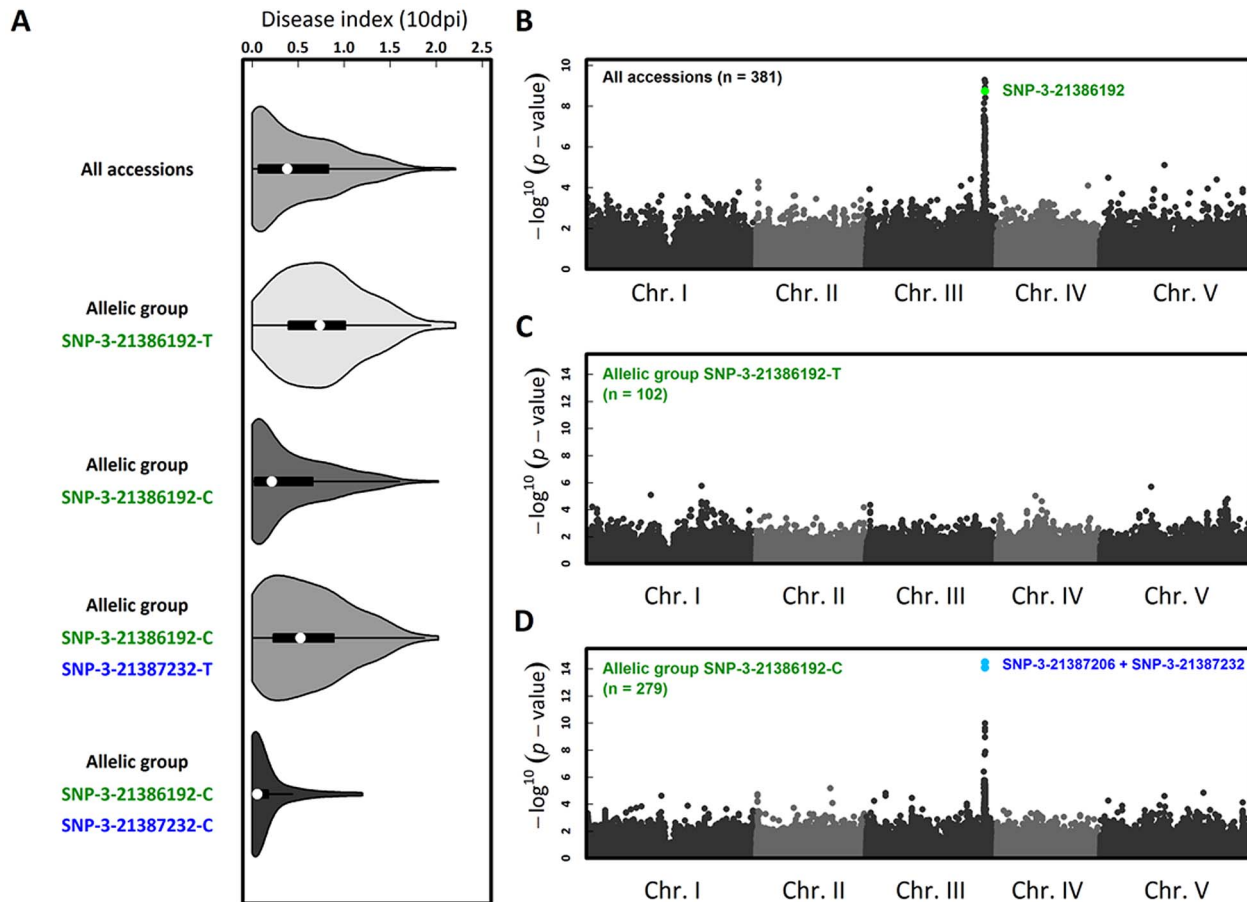 A
Disease index (10dpi)
0.0 0.5 1.0 1.5 2.0 2.5
All accessions
Allelic group
SNP-3-21386192-T
Allelic group
SNP-3-21386192-C
Allelic group
SNP-3-21386192-C
SNP-3-21387232-T
Allelic group
SNP-3-21386192-C
SNP-3-21387232-C
B
−log¹⁰ (p − value)
0 2 4 6 8 10
All accessions (n = 381)
SNP-3-21386192
Chr. I Chr. II Chr. III Chr. IV Chr. V
C
−log¹⁰ (p − value)
0 2 4 6 8 10 12 14
Allelic group SNP-3-21386192-T
(n = 102)
Chr. I Chr. II Chr. III Chr. IV Chr. V
D
−log¹⁰ (p − value)
0 2 4 6 8 10 12 14
Allelic group SNP-3-21386192-C
(n = 279)
SNP-3-21387206 + SNP-3-21387232
Chr. I Chr. II Chr. III Chr. IV Chr. V